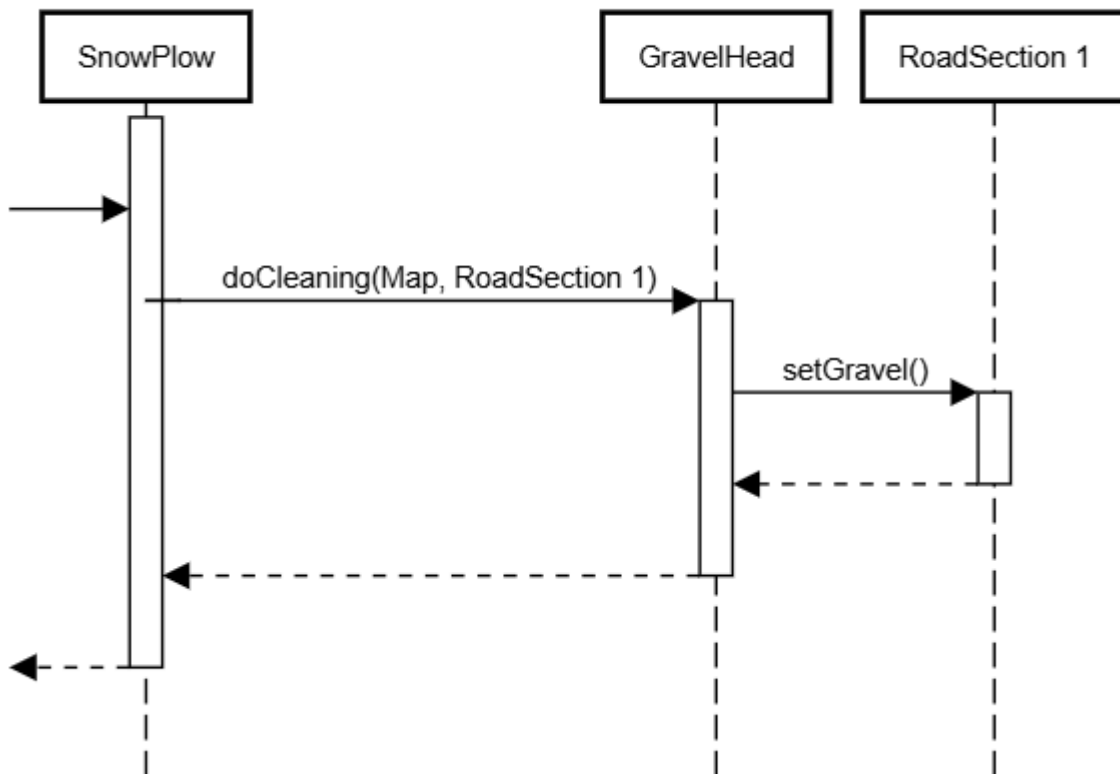 SnowPlow
GravelHead
RoadSection 1
doCleaning(Map, RoadSection 1)
setGravel()